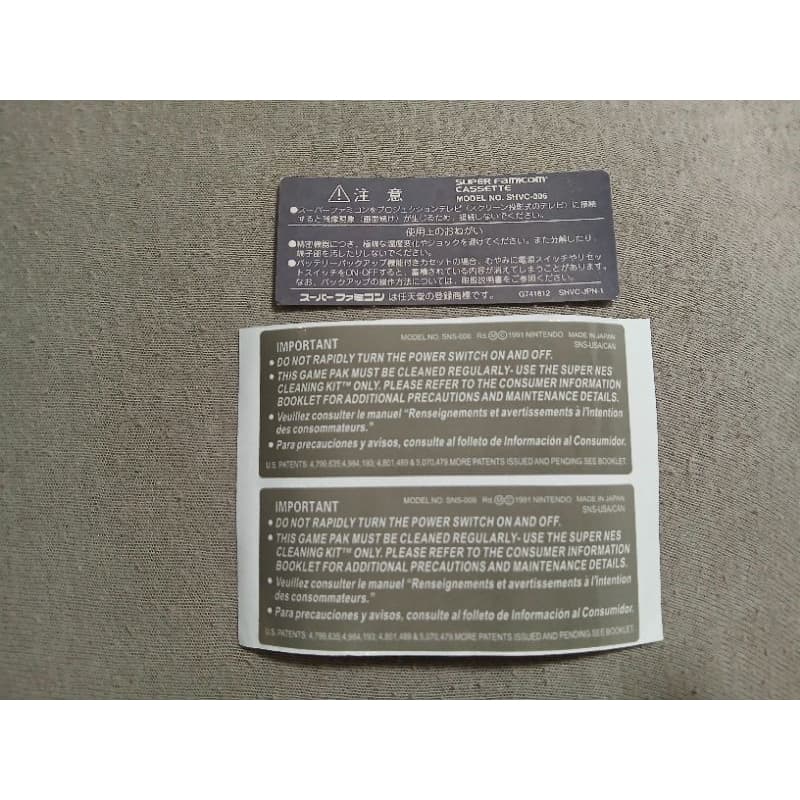 ⚠注意
SUPER FAMICOM
CASSETTE
MODEL NO. SHVC-006
●スーパーファミコンをプロジェクションテレビ(スクリーン投影式のテレビ)に接続
すると残像現象(画面焼け)が生じるため、接続しないでください。
使用上のおねがい
●精密機器につき、極端な温度変化やショックを避けてください。また分解したり、
端子部を汚したりしないでください。
●バッテリーバックアップ機能付きカセットの場合、むやみに電源スイッチやリセッ
トスイッチをON-OFFすると、蓄積されている内容が消えてしまうことがあります。
なお、バックアップの操作方法については、取扱説明書をご参照ください。
スーパーファミコン は任天堂の登録商標です。 G741612 SHVC-JPN-1
IMPORTANT
MODEL NO. SNS-006 Rd ⓂⒸ 1991 NINTENDO MADE IN JAPAN
SNS-USA/CAN
● DO NOT RAPIDLY TURN THE POWER SWITCH ON AND OFF.
● THIS GAME PAK MUST BE CLEANED REGULARLY- USE THE SUPER NES
CLEANING KIT™ ONLY. PLEASE REFER TO THE CONSUMER INFORMATION
BOOKLET FOR ADDITIONAL PRECAUTIONS AND MAINTENANCE DETAILS.
● Veuillez consulter le manuel "Renseignements et avertissements à l'intention
des consommateurs."
● Para precauciones y avisos, consulte al folleto de Información al Consumidor.
U.S. PATENTS: 4,799,635;4,984,193; 4,801,489 & 5,070,479 MORE PATENTS ISSUED AND PENDING SEE BOOKLET.
IMPORTANT
MODEL NO. SNS-006 Rd ⓂⒸ 1991 NINTENDO MADE IN JAPAN
SNS-USA/CAN
● DO NOT RAPIDLY TURN THE POWER SWITCH ON AND OFF.
● THIS GAME PAK MUST BE CLEANED REGULARLY- USE THE SUPER NES
CLEANING KIT™ ONLY. PLEASE REFER TO THE CONSUMER INFORMATION
BOOKLET FOR ADDITIONAL PRECAUTIONS AND MAINTENANCE DETAILS.
● Veuillez consulter le manuel "Renseignements et avertissements à l'intention
des consommateurs."
● Para precauciones y avisos, consulte al folleto de Información al Consumidor.
U.S. PATENTS: 4,799,635;4,984,193; 4,801,489 & 5,070,479 MORE PATENTS ISSUED AND PENDING SEE BOOKLET.